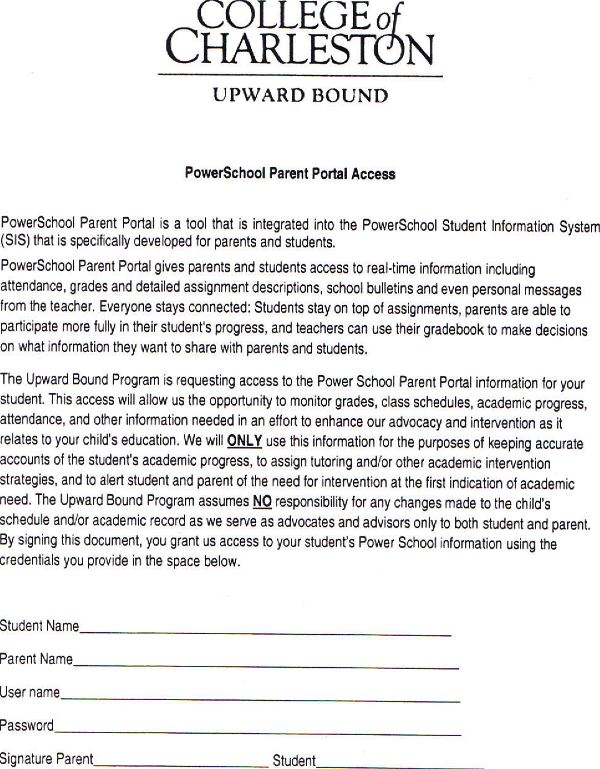 COLLEGE of
CHARLESTON
UPWARD BOUND
PowerSchool Parent Portal Access
PowerSchool Parent Portal is a tool that is integrated into the PowerSchool Student Information System
(SIS) that is specifically developed for parents and students.
PowerSchool Parent Portal gives parents and students access to real-time information including
attendance, grades and detailed assignment descriptions, school bulletins and even personal messages
from the teacher. Everyone stays connected: Students stay on top of assignments, parents are able to
participate more fully in their student's progress, and teachers can use their gradebook to make decisions
on what information they want to share with parents and students.
The Upward Bound Program is requesting access to the Power School Parent Portal information for your
student. This access will allow us the opportunity to monitor grades, class schedules, academic progress,
attendance, and other information needed in an effort to enhance our advocacy and intervention as it
relates to your child's education. We will ONLY use this information for the purposes of keeping accurate
accounts of the student's academic progress, to assign tutoring and/or other academic intervention
strategies, and to alert student and parent of the need for intervention at the first indication of academic
need. The Upward Bound Program assumes NO responsibility for any changes made to the child's
schedule and/or academic record as we serve as advocates and advisors only to both student and parent.
By signing this document, you grant us access to your student's Power School information using the
credentials you provide in the space below.
Student Name
Parent Name
User name
Password
Signature Parent Student